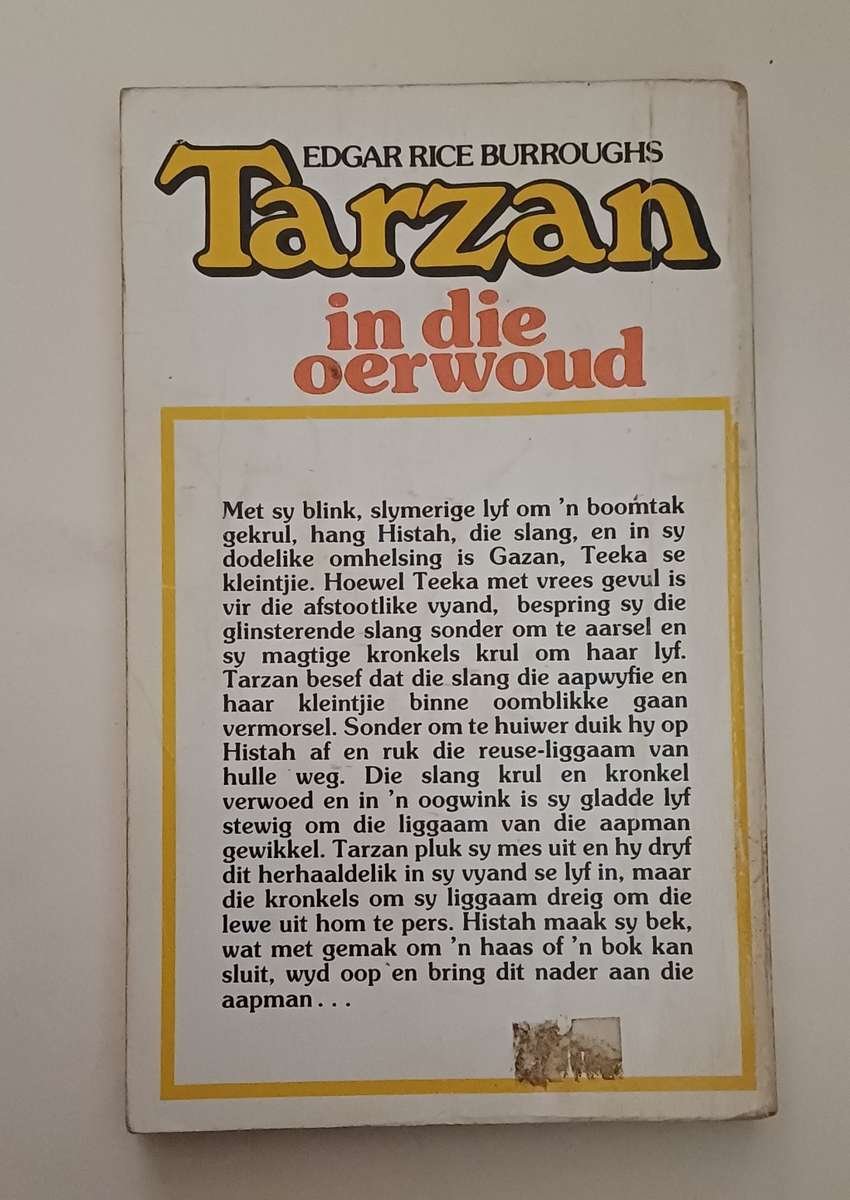 EDGAR RICE BURROUGHS
Tarzan
in die
oerwoud
Met sy blink, slymerige lyf om 'n boomtak
gekrul, hang Histah, die slang, en in sy
dodelike omhelsing is Gazan, Teeka se
kleintjie. Hoewel Teeka met vrees gevul is
vir die afstootlike vyand, bespring sy die
glinsterende slang sonder om te aarsel en
sy magtige kronkels krul om haar lyf.
Tarzan besef dat die slang die aapwyfie en
haar kleintjie binne oomblikke gaan
vermorsel. Sonder om te huiwer duik hy op
Histah af en ruk die reuse-liggaam van
hulle weg. Die slang krul en kronkel
verwoed en in 'n oogwink is sy gladde lyf
stewig om die liggaam van die aapman
gewikkel. Tarzan pluk sy mes uit en hy dryf
dit herhaaldelik in sy vyand se lyf in, maar
die kronkels om sy liggaam dreig om die
lewe uit hom te pers. Histah maak sy bek,
wat met gemak om 'n haas of 'n bok kan
sluit, wyd oop en bring dit nader aan die
aapman . . .